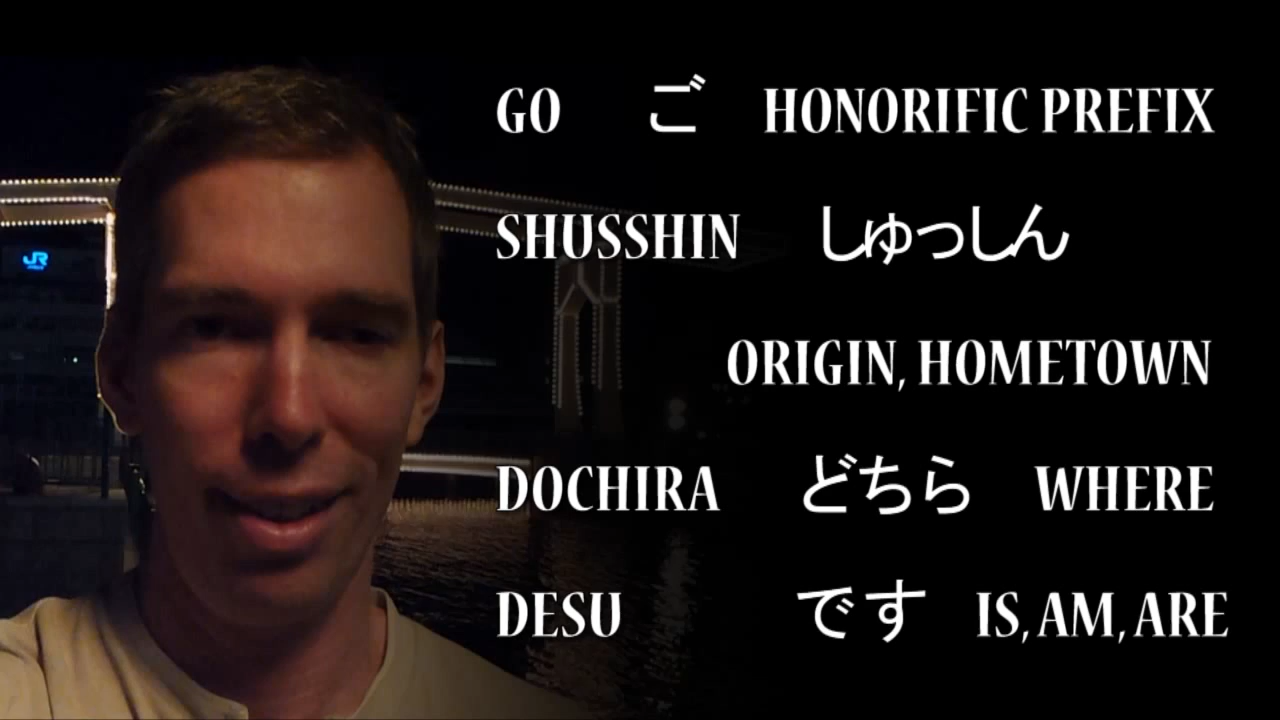 GO ご HONORIFIC PREFIX
SHUSSHIN しゅっしん
ORIGIN, HOMETOWN
DOCHIRA どちら WHERE
DESU です IS, AM, ARE
JR